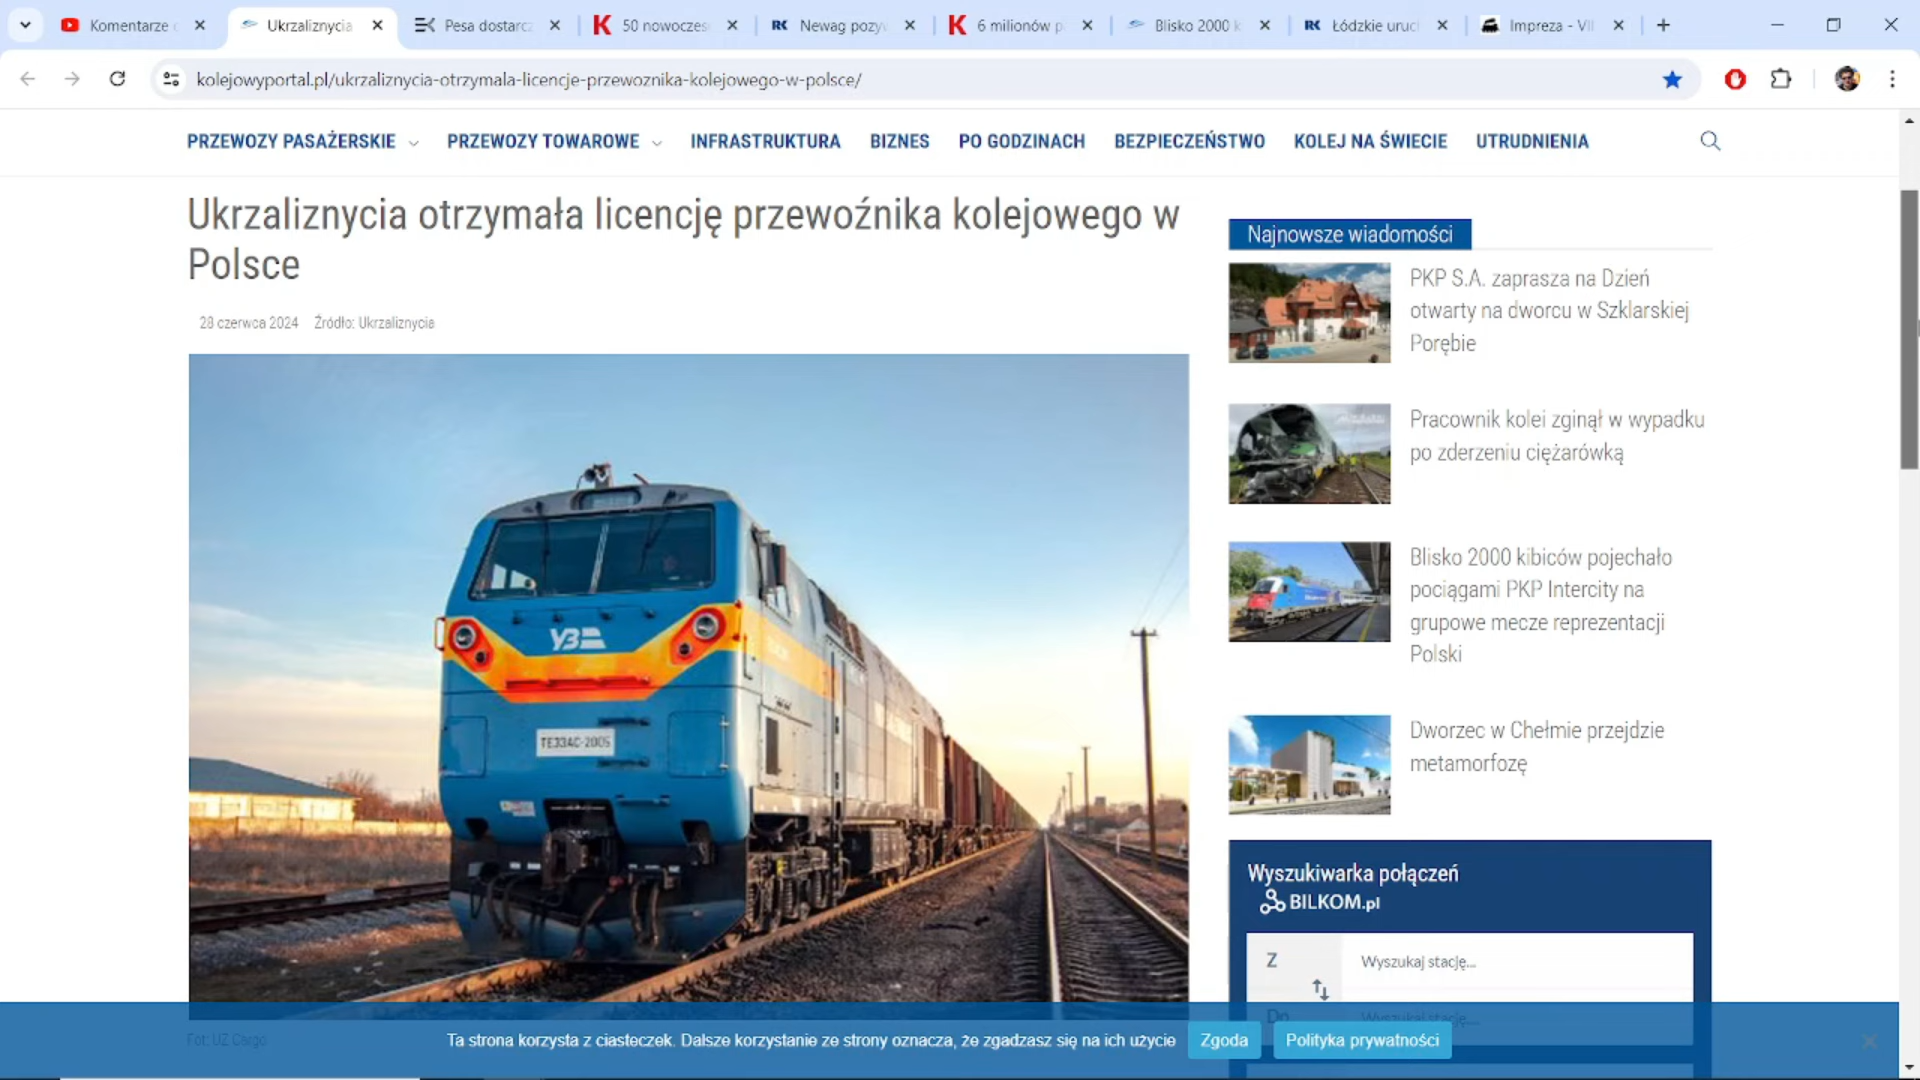 Komentarze
Ukrzaliznycia
Pesa dostarc
50 nowoczes
Newag pozyw
6 milionów p
Blisko 2000 k
Łódzkie uruc
Impreza - VII
kolejowyportal.pl/ukrzaliznycia-otrzymala-licencje-przewoznika-kolejowego-w-polsce/
PRZEWOZY PASAŻERSKIE PRZEWOZY TOWAROWE INFRASTRUKTURA BIZNES PO GODZINACH BEZPIECZEŃSTWO KOLEJ NA ŚWIECIE UTRUDNIENIA
Ukrzaliznycia otrzymała licencję przewoźnika kolejowego w
Polsce
28 czerwca 2024 Źródło: Ukrzaliznycia
УЗ
ТЕ33АС-2005
Fot: UZ Cargo
Najnowsze wiadomości
PKP S.A. zaprasza na Dzień
otwarty na dworcu w Szklarskiej
Porębie
Pracownik kolei zginął w wypadku
po zderzeniu ciężarówką
Blisko 2000 kibiców pojechało
pociągami PKP Intercity na
grupowe mecze reprezentacji
Polski
Dworzec w Chełmie przejdzie
metamorfozę
Wyszukiwarka połączeń
BILKOM.pl
Z Wyszukaj stację...
Do Wyszukaj stację...
Ta strona korzysta z ciasteczek. Dalsze korzystanie ze strony oznacza, że zgadzasz się na ich użycie Zgoda Polityka prywatności